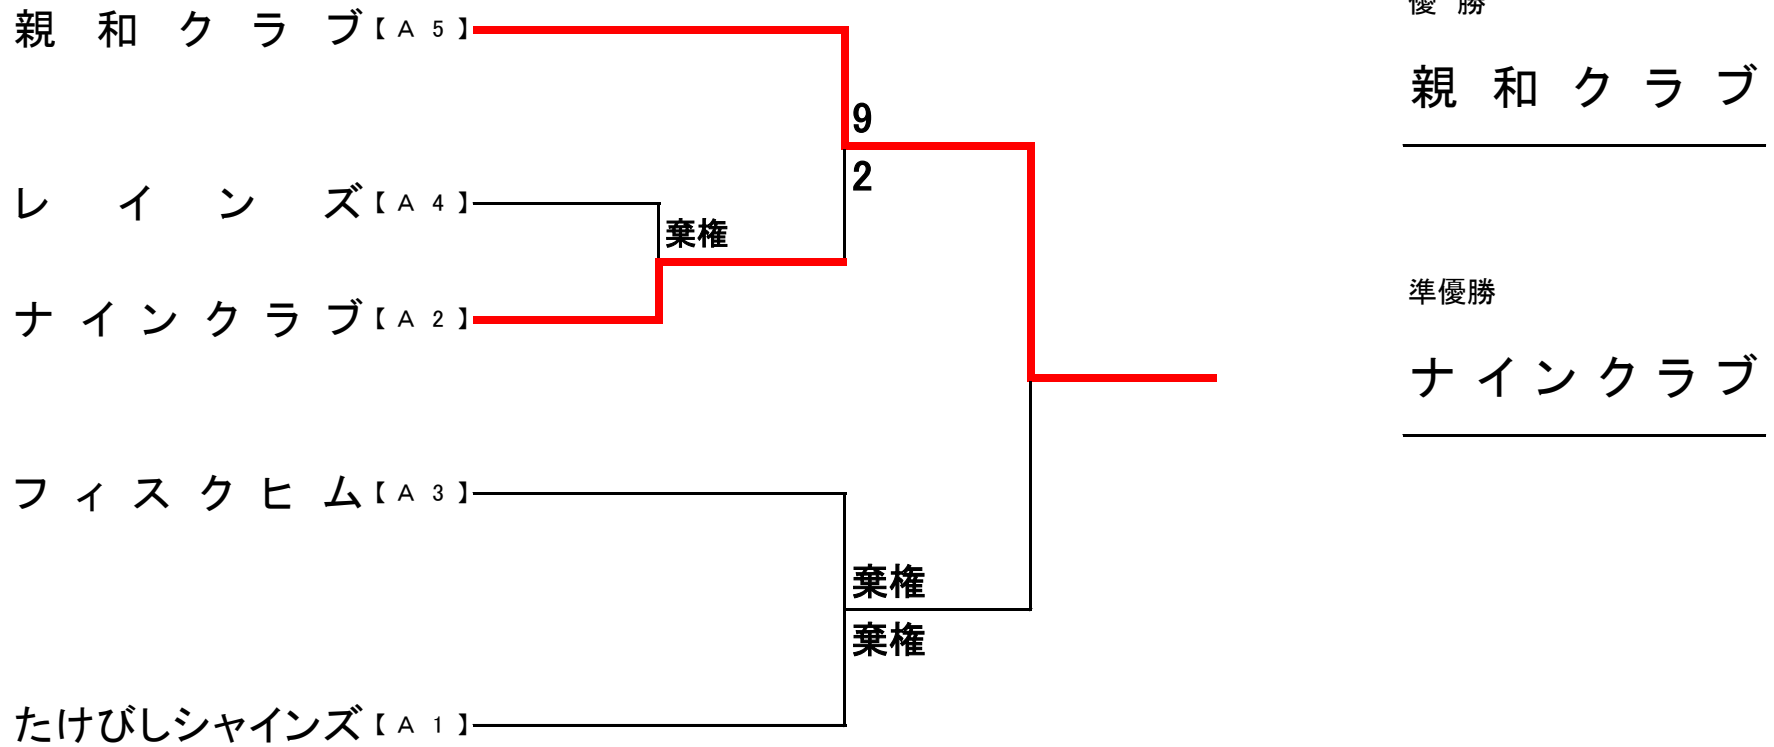 親和クラブ【A5】
レインズ【A4】
ナインクラブ【A2】
フィスクヒム【A3】
たけびしシャインズ【A1】
9
2
棄権
棄権
棄権
優勝
親和クラブ
準優勝
ナインクラブ